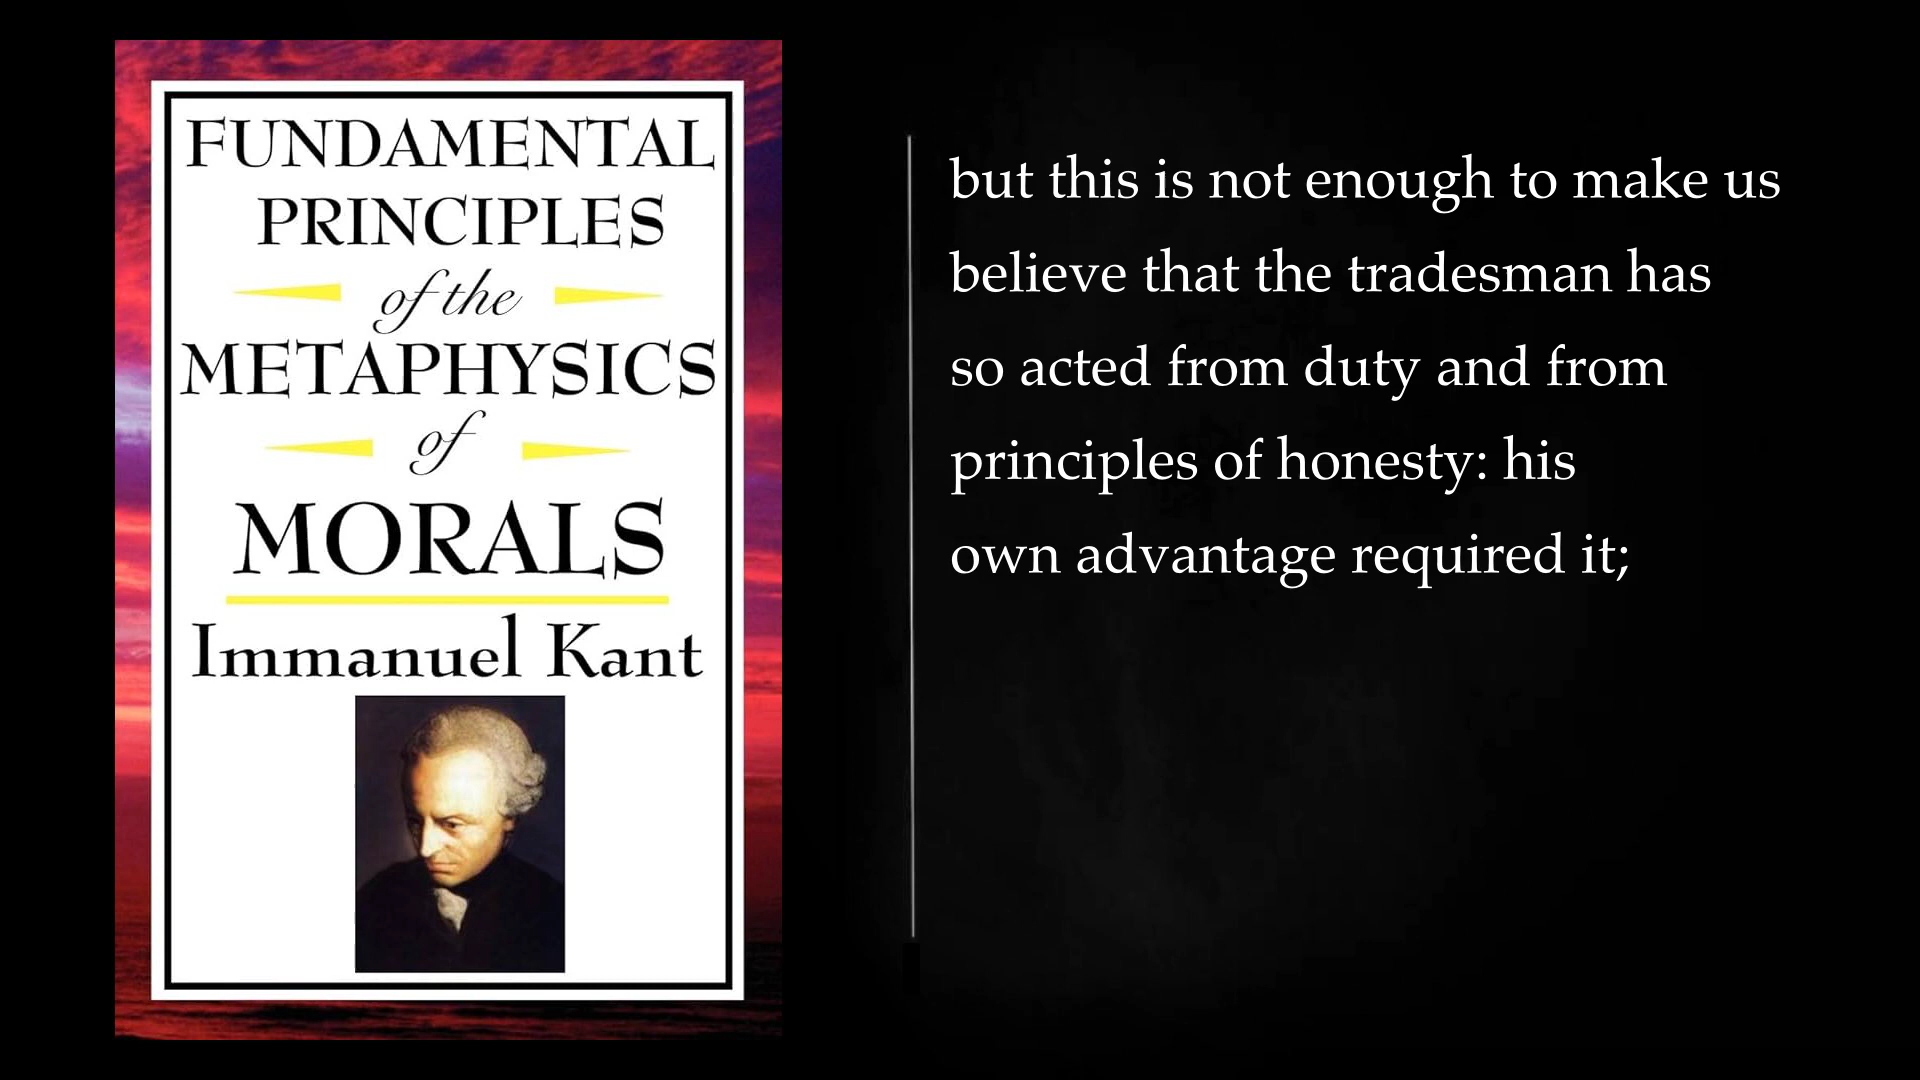 FUNDAMENTAL
PRINCIPLES
of the
METAPHYSICS
of
MORALS
Immanuel Kant
but this is not enough to make us
believe that the tradesman has
so acted from duty and from
principles of honesty: his
own advantage required it;